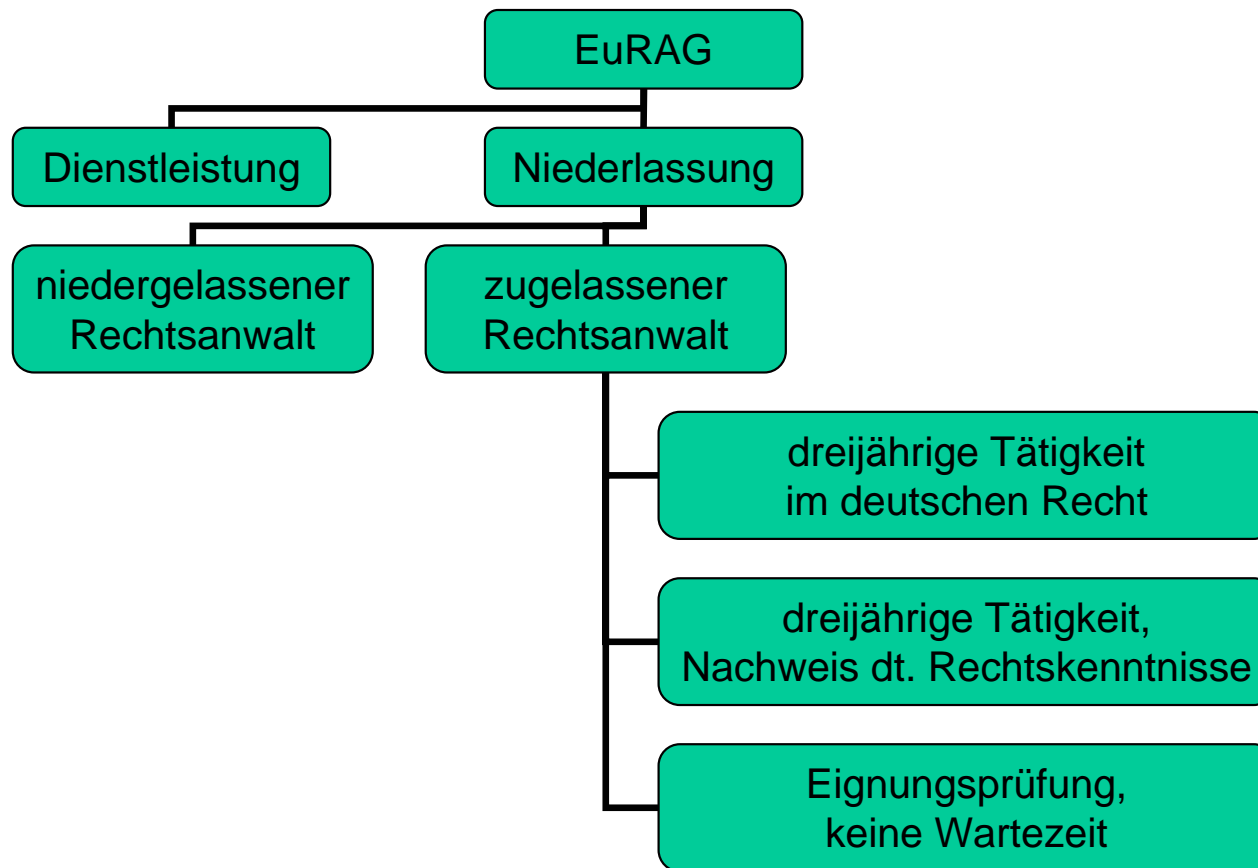 EuRAG
Dienstleistung
Niederlassung
niedergelassener
Rechtsanwalt
zugelassener
Rechtsanwalt
dreijährige Tätigkeit
im deutschen Recht
dreijährige Tätigkeit,
Nachweis dt. Rechtskenntnisse
Eignungsprüfung,
keine Wartezeit